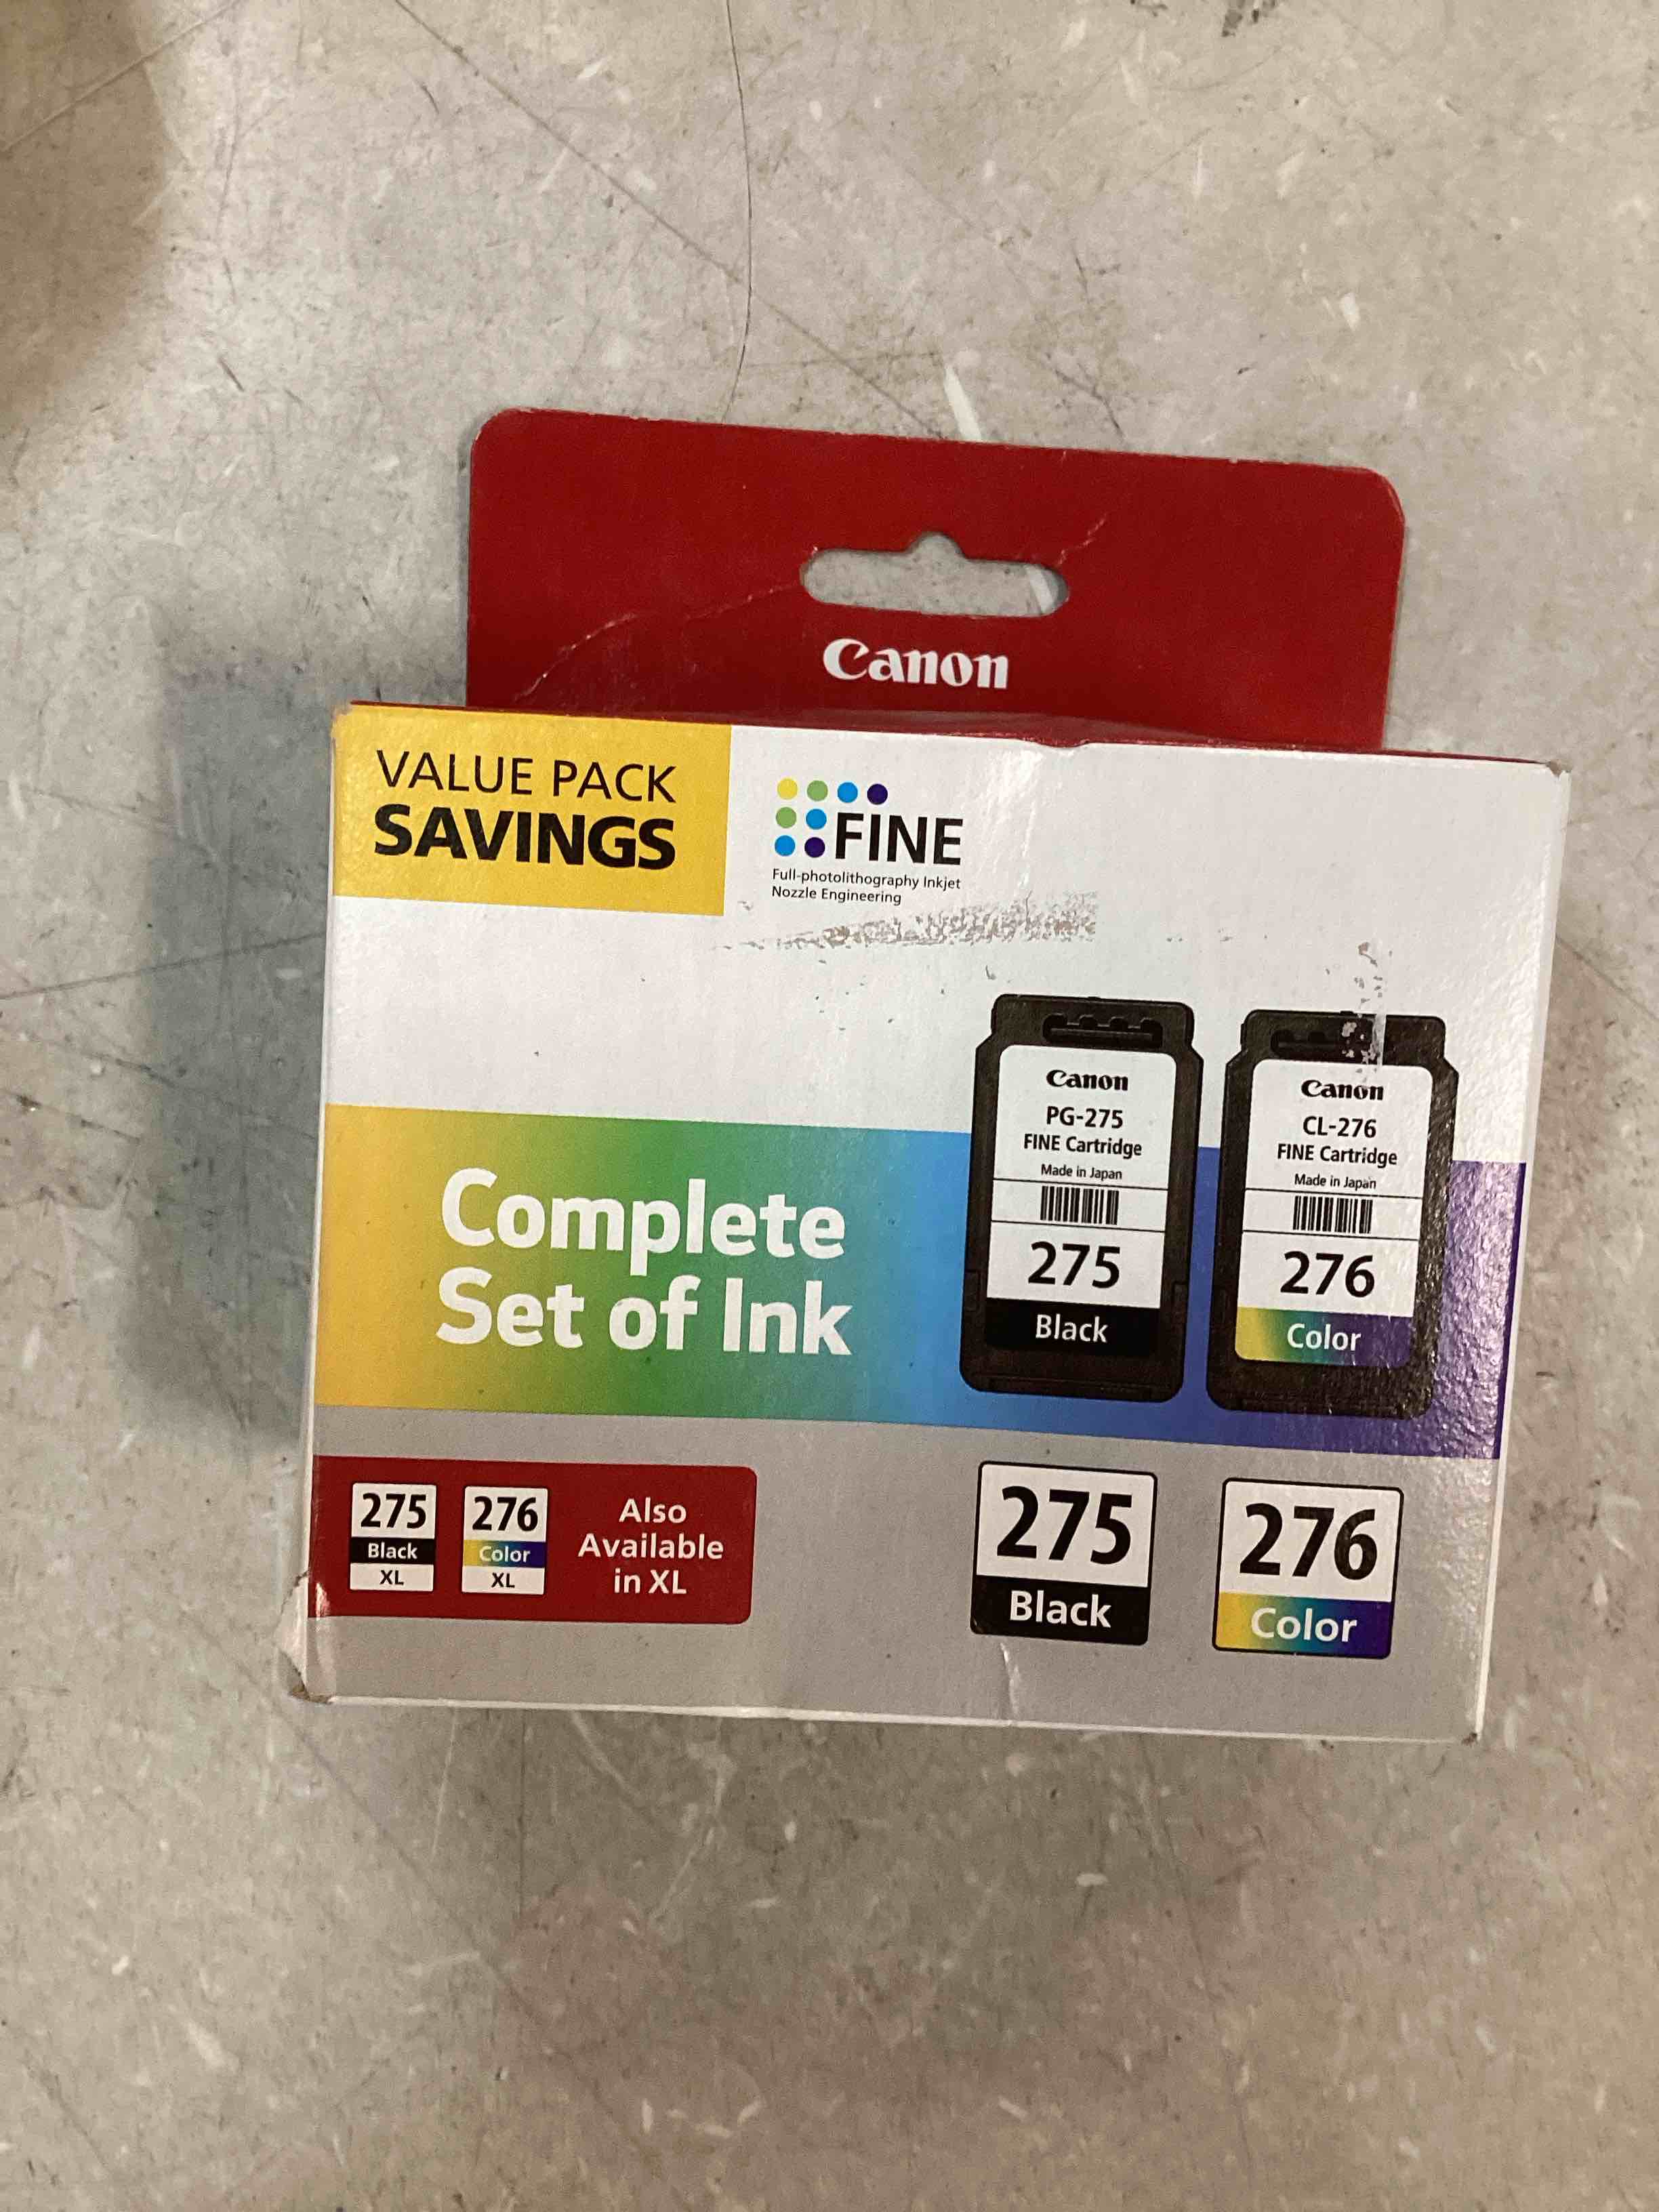 Canon
VALUE PACK
SAVINGS
FINE
Full-photolithography Inkjet
Nozzle Engineering
Canon
PG-275
FINE Cartridge
Made in Japan
275
Black
Canon
CL-276
FINE Cartridge
Made in Japan
276
Color
Complete
Set of Ink
275
Black
XL
276
Color
XL
Also
Available
in XL
275
Black
276
Color